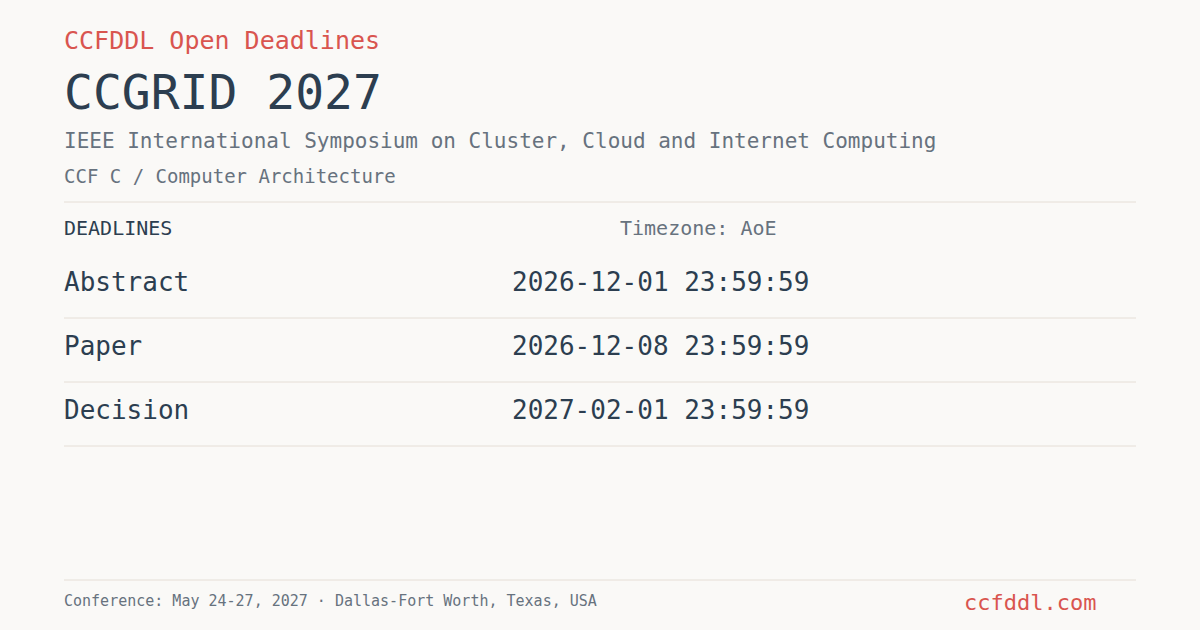 CCFDDL Open Deadlines
CCGRID 2027
IEEE International Symposium on Cluster, Cloud and Internet Computing
CCF C / Computer Architecture
DEADLINES Timezone: AoE
Abstract 2026-12-01 23:59:59
Paper 2026-12-08 23:59:59
Decision 2027-02-01 23:59:59
Conference: May 24-27, 2027 · Dallas-Fort Worth, Texas, USA ccfddl.com